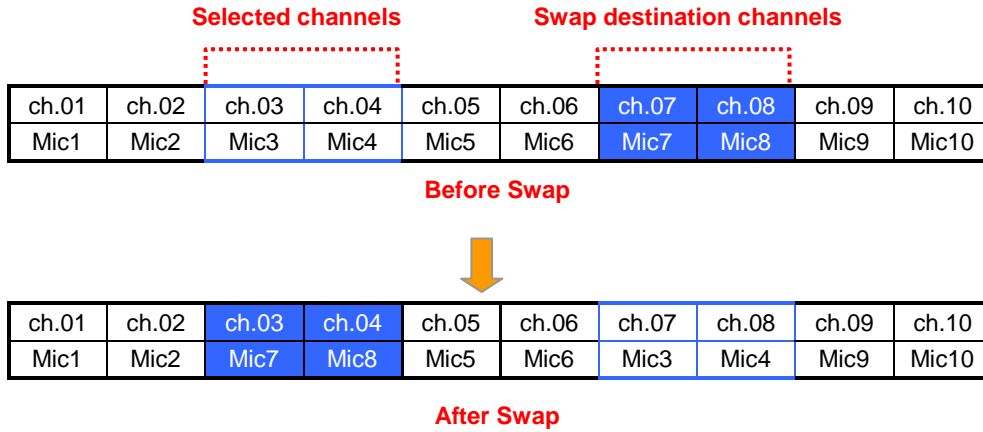 Selected channels Swap destination channels
ch.01 ch.02 ch.03 ch.04 ch.05 ch.06 ch.07 ch.08 ch.09 ch.10
Mic1 Mic2 Mic3 Mic4 Mic5 Mic6 Mic7 Mic8 Mic9 Mic10
Before Swap
ch.01 ch.02 ch.03 ch.04 ch.05 ch.06 ch.07 ch.08 ch.09 ch.10
Mic1 Mic2 Mic7 Mic8 Mic5 Mic6 Mic3 Mic4 Mic9 Mic10
After Swap